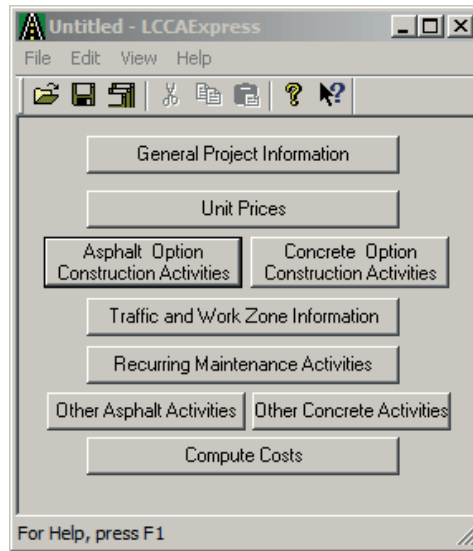 Untitled - LCCAExpress
File Edit View Help
General Project Information
Unit Prices
Asphalt Option
Construction Activities
Concrete Option
Construction Activities
Traffic and Work Zone Information
Recurring Maintenance Activities
Other Asphalt Activities
Other Concrete Activities
Compute Costs
For Help, press F1